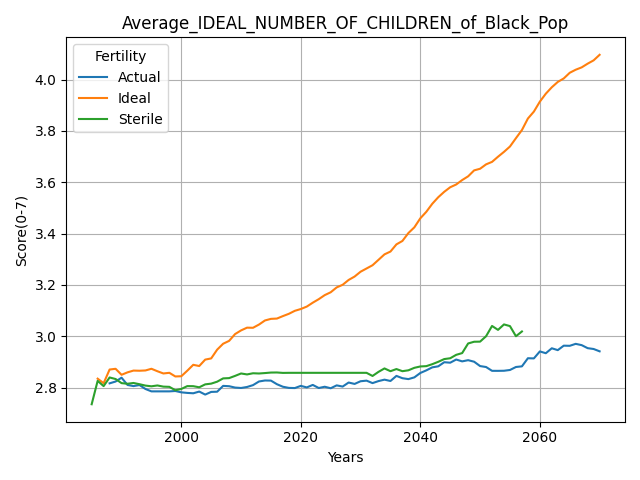 Average_IDEAL_NUMBER_OF_CHILDREN_of_Black_Pop
Fertility
Actual
Ideal
Sterile
Score(0-7)
4.0
3.8
3.6
3.4
3.2
3.0
2.8
2000
2020
2040
2060
Years